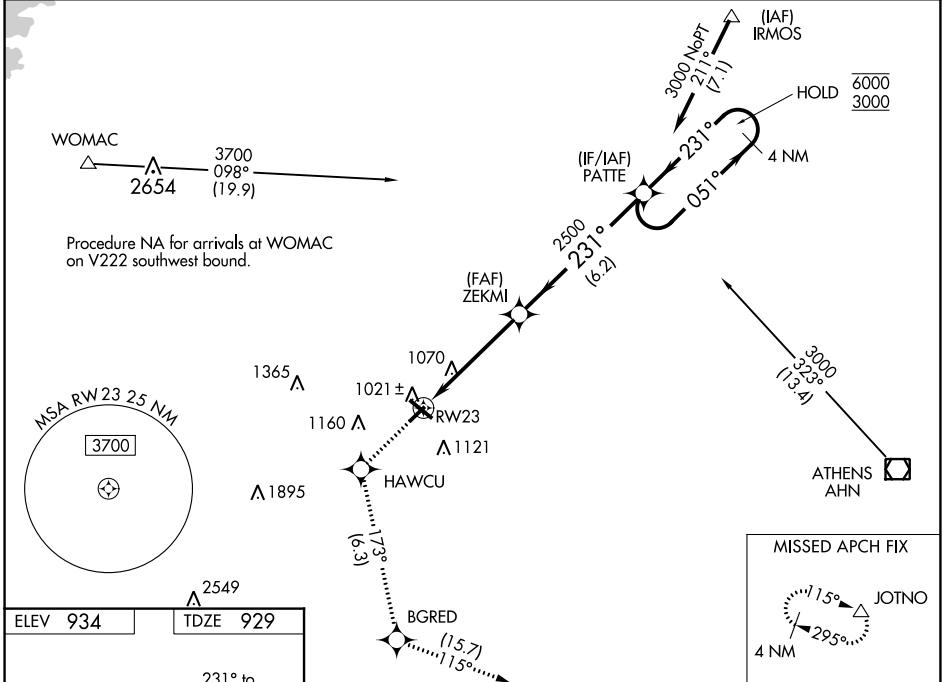 (IAF)
IRMOS
3000 NoPT
211°
(7.1)
HOLD
6000
3000
231°
4 NM
051°
(IF/IAF)
PATTE
WOMAC
3700
098°
(19.9)
2654
Procedure NA for arrivals at WOMAC
on V222 southwest bound.
2500
231°
(6.2)
(FAF)
ZEKMI
3000
323°
(13.4)
1070
1365
1021±
RW23
1160
1121
MSA RW23 25 NM
3700
HAWCU
ATHENS
AHN
1895
173°
(6.3)
MISSED APCH FIX
115°
JOTNO
295°
4 NM
2549
ELEV 934
TDZE 929
BGRED
(15.7)
115°
231° to